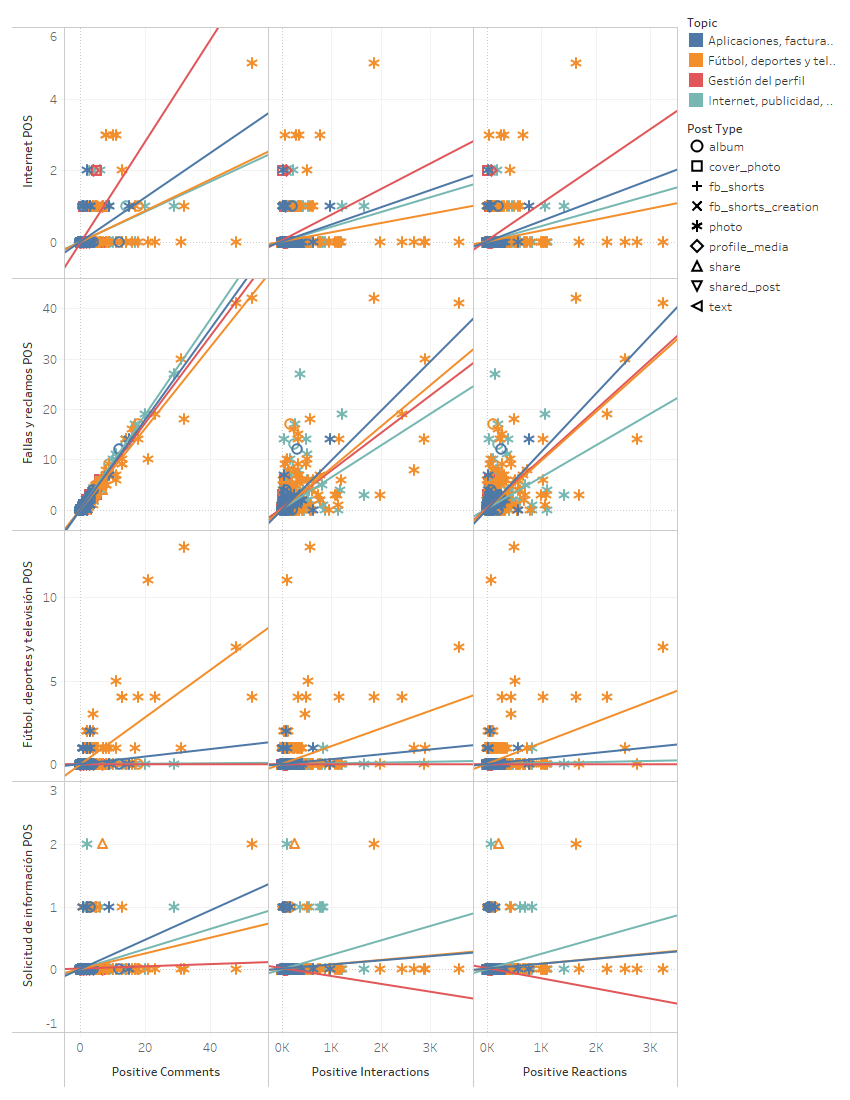 Topic
Aplicaciones, factura..
Fútbol, deportes y tel..
Gestión del perfil
Internet, publicidad, ..
Post Type
album
cover_photo
fb_shorts
fb_shorts_creation
photo
profile_media
share
shared_post
text
Internet POS
6
4
2
0
Fallas y reclamos POS
40
30
20
10
0
Fútbol, deportes y televisión POS
10
5
0
Solicitud de información POS
3
2
1
0
-1
0 20 40 0K 1K 2K 3K 0K 1K 2K 3K
Positive Comments Positive Interactions Positive Reactions